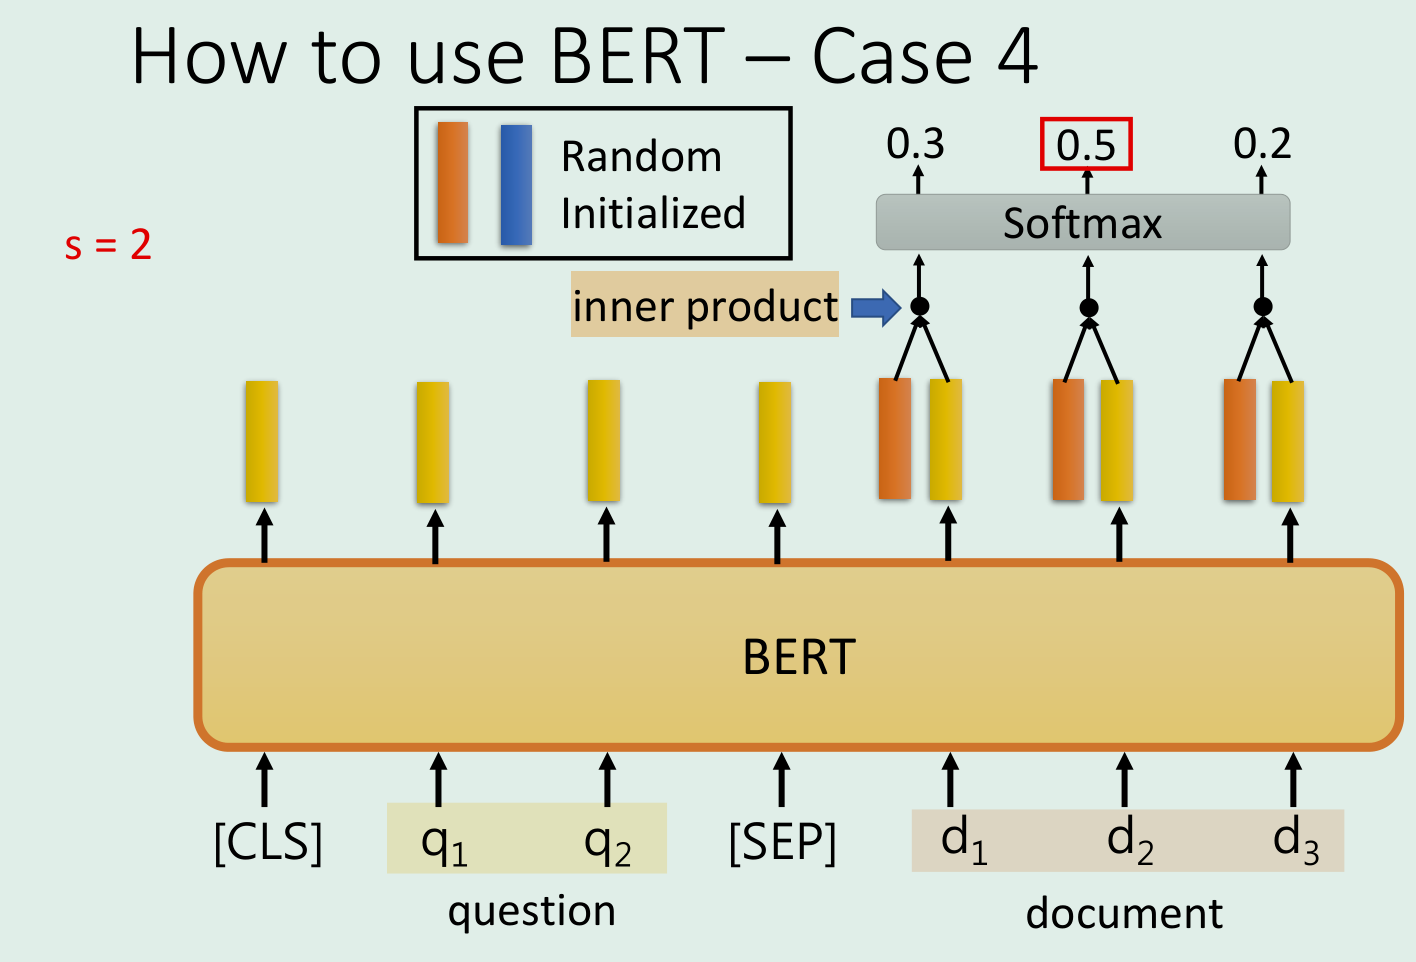 How to use BERT – Case 4
Random
Initialized
0.3 0.5 0.2
Softmax
s = 2
inner product
BERT
[CLS] q₁ q₂ [SEP] d₁ d₂ d₃
question document